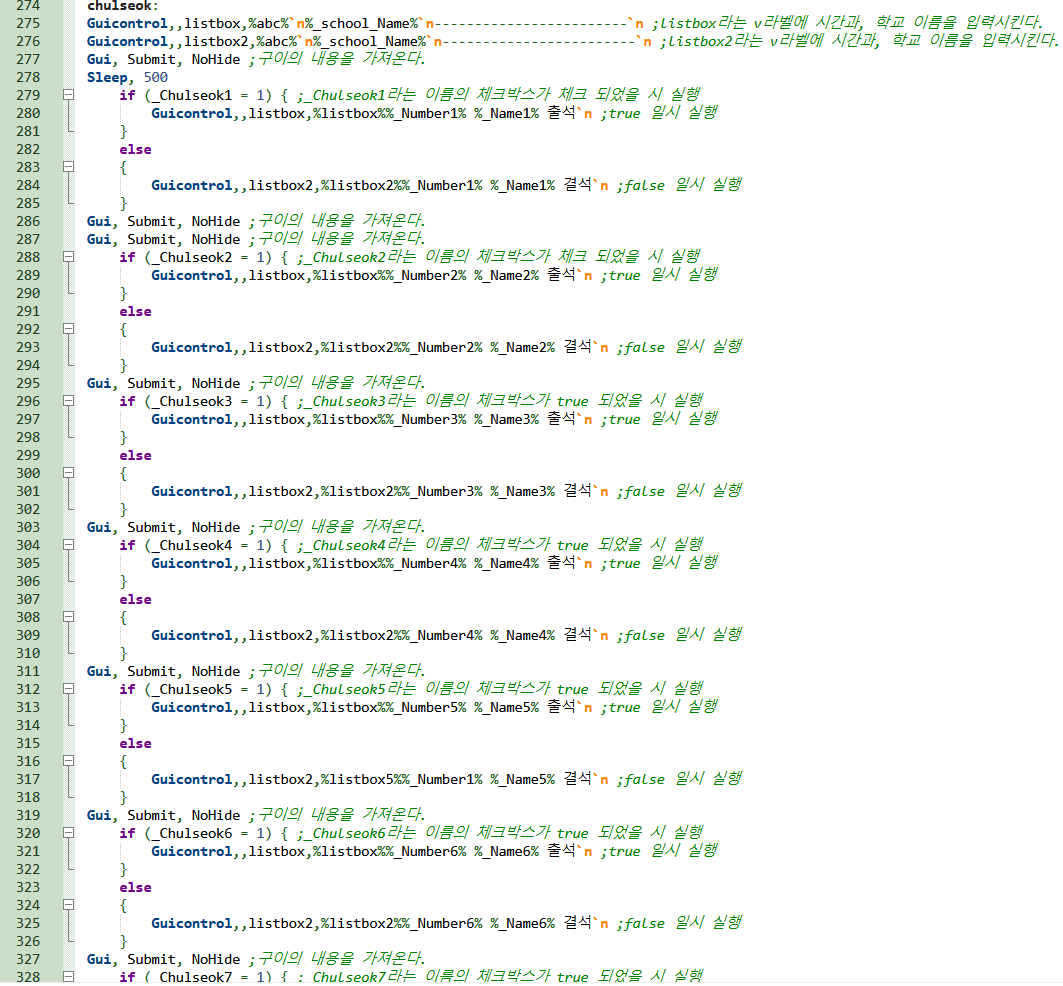 274 chulseok:
275 Guicontrol,,listbox,%abc%`n%_school_Name%`n------------------------`n ;listbox라는 v라벨에 시간과, 학교 이름을 입력시킨다.
276 Guicontrol,,listbox2,%abc%`n%_school_Name%`n------------------------`n ;listbox2라는 v라벨에 시간과, 학교 이름을 입력시킨다.
277 Gui, Submit, NoHide ;구이의 내용을 가져온다.
278 Sleep, 500
279 if (_Chulseok1 = 1) { ;_Chulseok1라는 이름의 체크박스가 체크 되었을 시 실행
280 Guicontrol,,listbox,%listbox%%_Number1% %_Name1% 출석`n ;true 일시 실행
281 }
282 else
283 {
284 Guicontrol,,listbox2,%listbox2%%_Number1% %_Name1% 결석`n ;false 일시 실행
285 }
286 Gui, Submit, NoHide ;구이의 내용을 가져온다.
287 Gui, Submit, NoHide ;구이의 내용을 가져온다.
288 if (_Chulseok2 = 1) { ;_Chulseok2라는 이름의 체크박스가 체크 되었을 시 실행
289 Guicontrol,,listbox,%listbox%%_Number2% %_Name2% 출석`n ;true 일시 실행
290 }
291 else
292 {
293 Guicontrol,,listbox2,%listbox2%%_Number2% %_Name2% 결석`n ;false 일시 실행
294 }
295 Gui, Submit, NoHide ;구이의 내용을 가져온다.
296 if (_Chulseok3 = 1) { ;_Chulseok3라는 이름의 체크박스가 true 되었을 시 실행
297 Guicontrol,,listbox,%listbox%%_Number3% %_Name3% 출석`n ;true 일시 실행
298 }
299 else
300 {
301 Guicontrol,,listbox2,%listbox2%%_Number3% %_Name3% 결석`n ;false 일시 실행
302 }
303 Gui, Submit, NoHide ;구이의 내용을 가져온다.
304 if (_Chulseok4 = 1) { ;_Chulseok4라는 이름의 체크박스가 true 되었을 시 실행
305 Guicontrol,,listbox,%listbox%%_Number4% %_Name4% 출석`n ;true 일시 실행
306 }
307 else
308 {
309 Guicontrol,,listbox2,%listbox2%%_Number4% %_Name4% 결석`n ;false 일시 실행
310 }
311 Gui, Submit, NoHide ;구이의 내용을 가져온다.
312 if (_Chulseok5 = 1) { ;_Chulseok5라는 이름의 체크박스가 true 되었을 시 실행
313 Guicontrol,,listbox,%listbox%%_Number5% %_Name5% 출석`n ;true 일시 실행
314 }
315 else
316 {
317 Guicontrol,,listbox2,%listbox5%%_Number1% %_Name5% 결석`n ;false 일시 실행
318 }
319 Gui, Submit, NoHide ;구이의 내용을 가져온다.
320 if (_Chulseok6 = 1) { ;_Chulseok6라는 이름의 체크박스가 true 되었을 시 실행
321 Guicontrol,,listbox,%listbox%%_Number6% %_Name6% 출석`n ;true 일시 실행
322 }
323 else
324 {
325 Guicontrol,,listbox2,%listbox2%%_Number6% %_Name6% 결석`n ;false 일시 실행
326 }
327 Gui, Submit, NoHide ;구이의 내용을 가져온다.
328 if (_Chulseok7 = 1) { ;_Chulseok7라는 이름의 체크박스가 true 되었을 시 실행